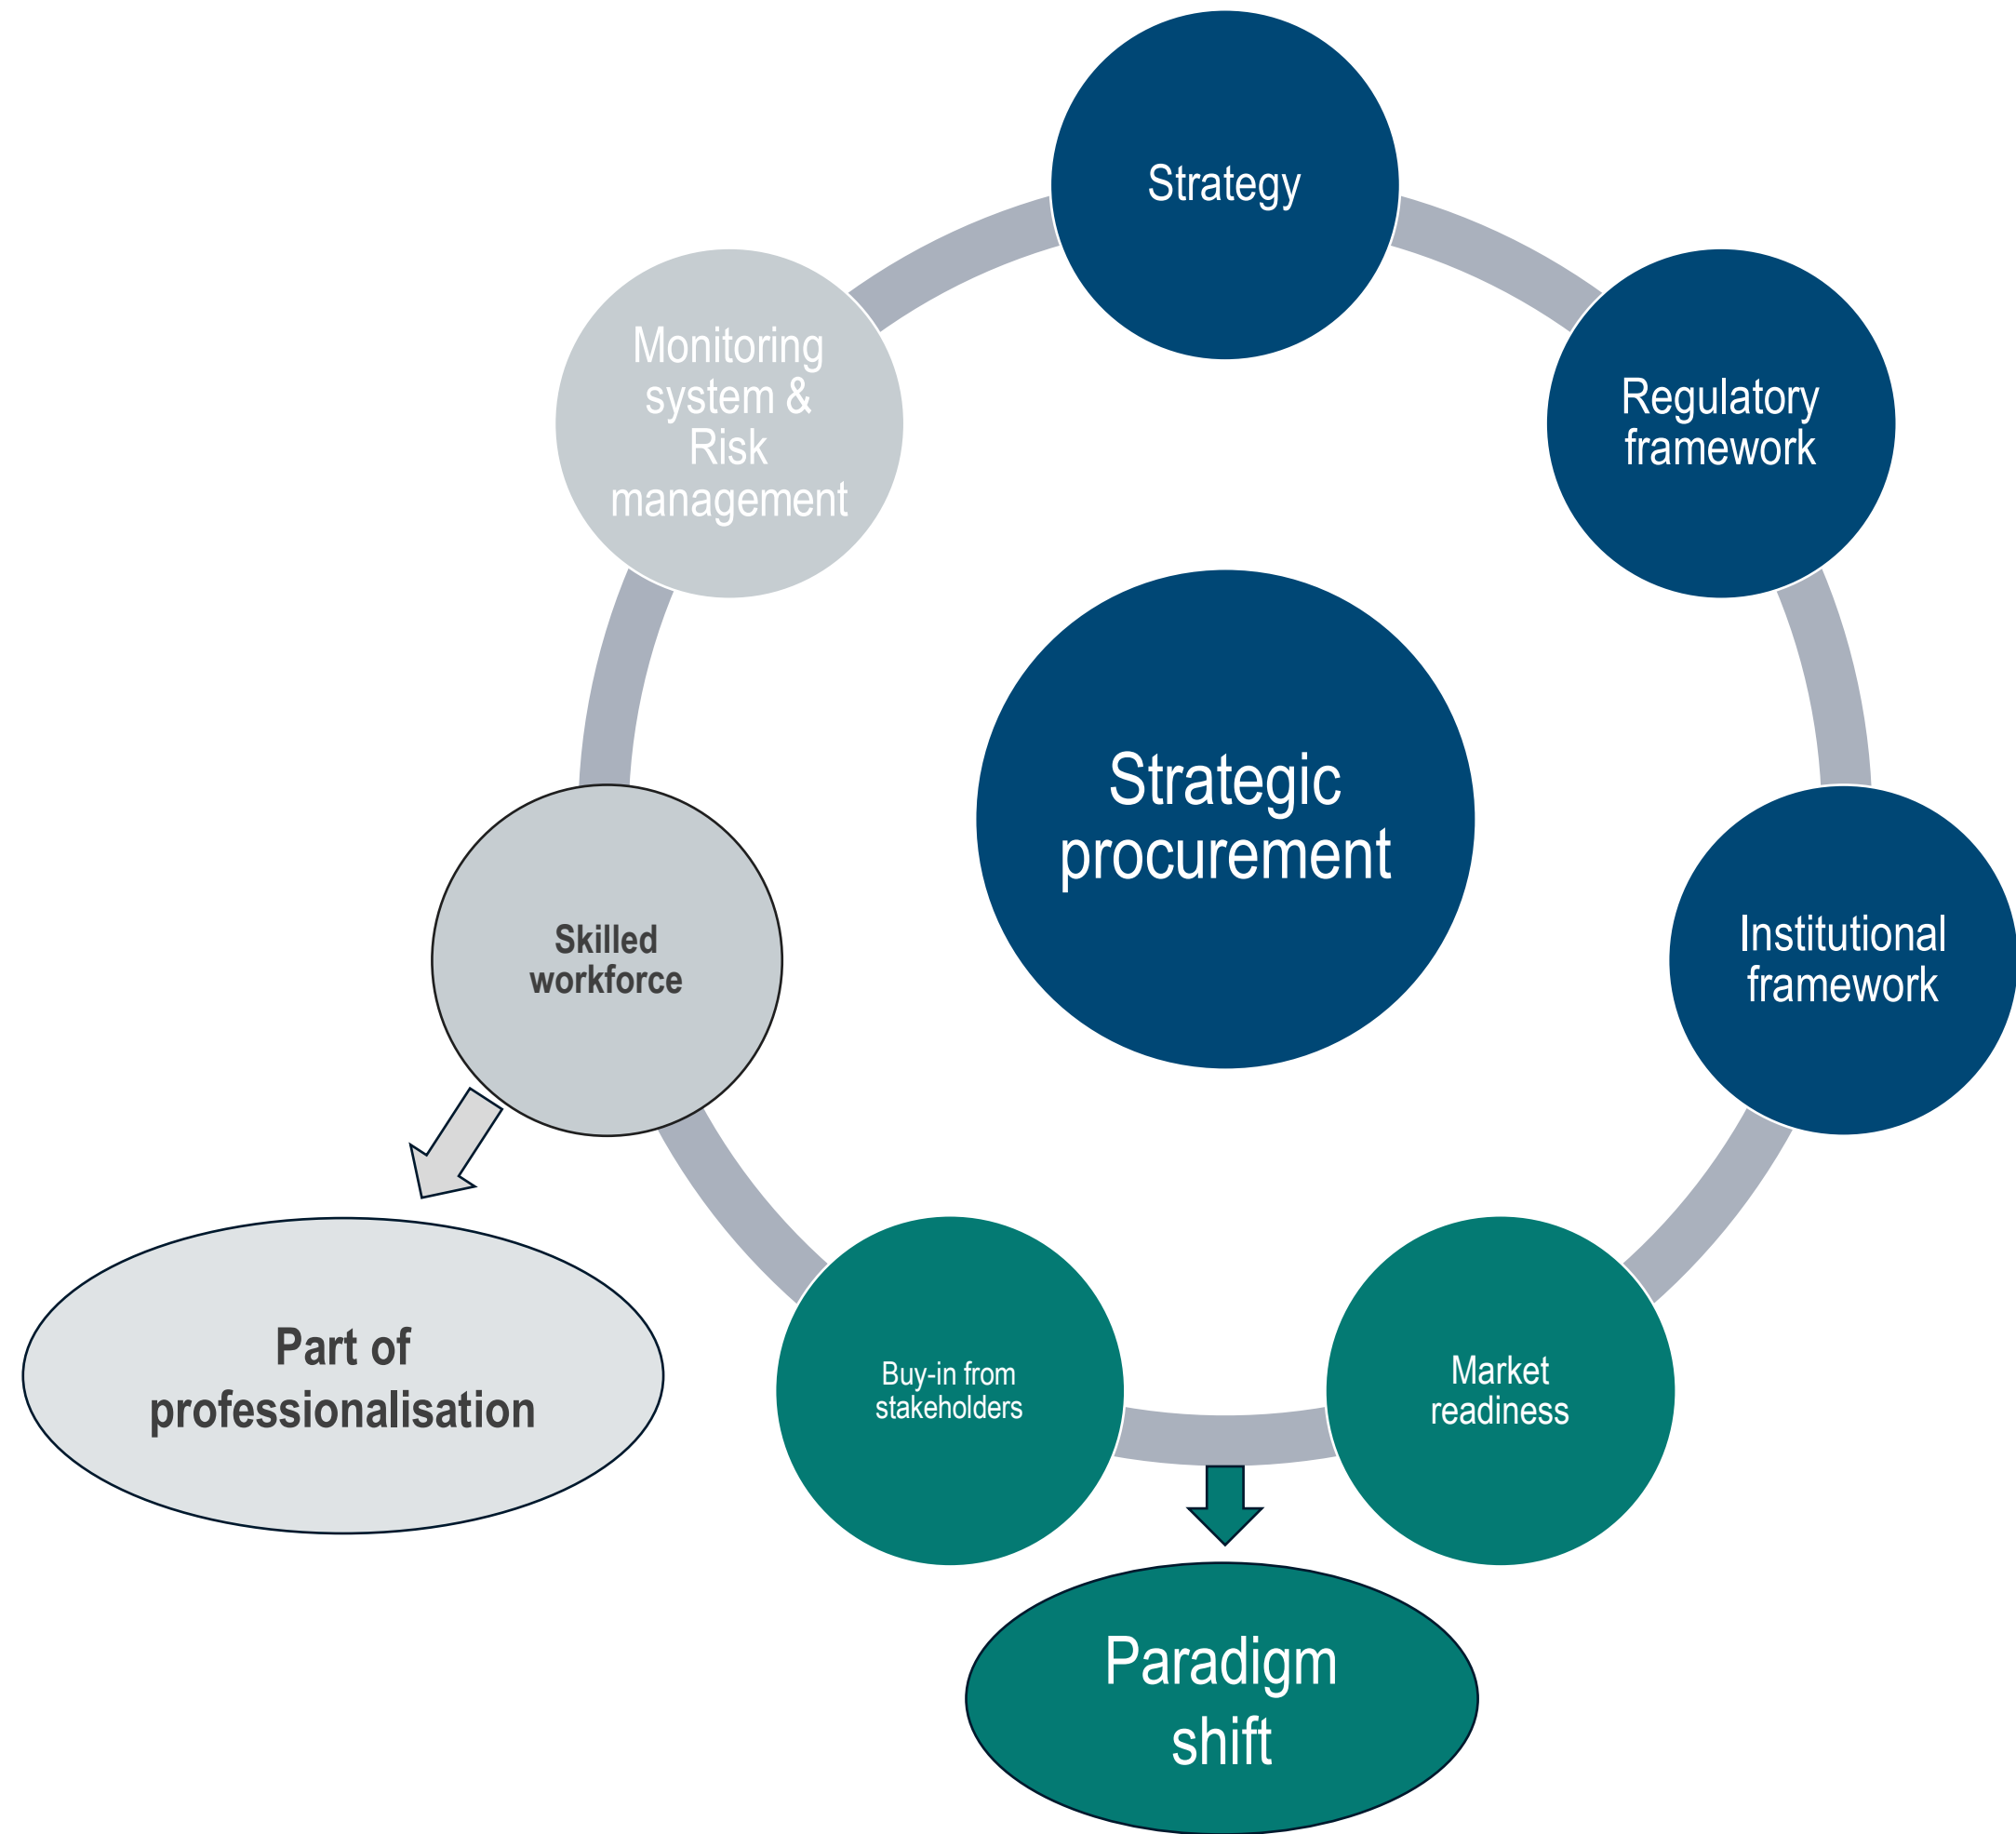 Strategy
Monitoring
system &
Risk
management
Regulatory
framework
Strategic
procurement
Institutional
framework
Skilled
workforce
Buy-in from
stakeholders
Market
readiness
Part of
professionalisation
Paradigm
shift